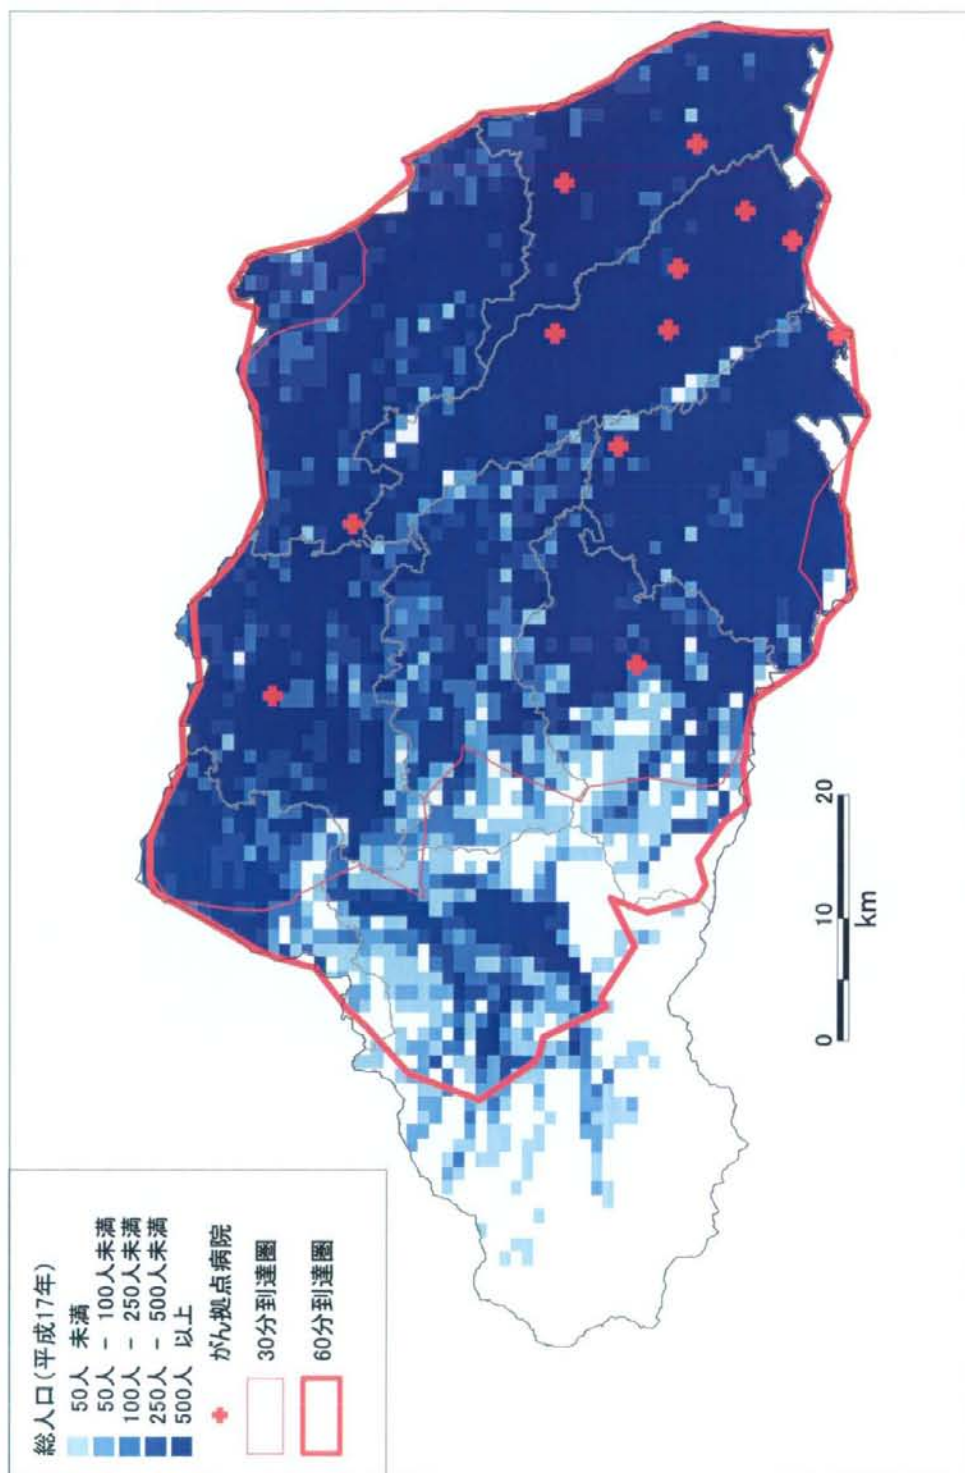 総人口(平成17年)
50人 未満
50人 - 100人未満
100人 - 250人未満
250人 - 500人未満
500人 以上
がん拠点病院
30分到達圏
60分到達圏
0 10 20
km